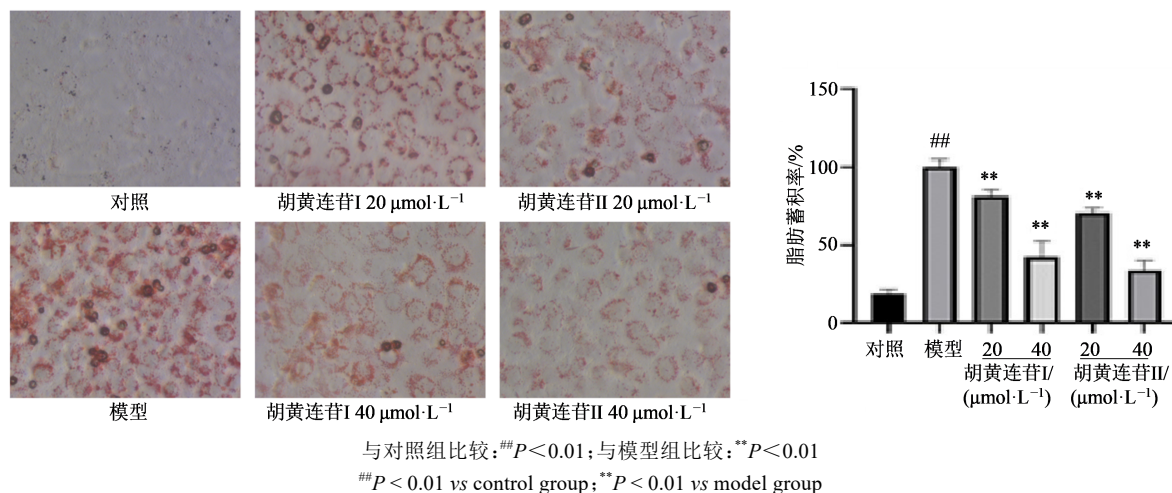 对照
胡黄连苷I 20 μmol·L⁻¹
胡黄连苷II 20 μmol·L⁻¹
模型
胡黄连苷I 40 μmol·L⁻¹
胡黄连苷II 40 μmol·L⁻¹
脂肪蓄积率/%
150
100
50
0
##
**
**
**
**
对照 模型 20 40 20 40
胡黄连苷I/ 胡黄连苷II/
(μmol·L⁻¹) (μmol·L⁻¹)
与对照组比较:##P<0.01;与模型组比较:**P<0.01
##P < 0.01 vs control group; **P < 0.01 vs model group